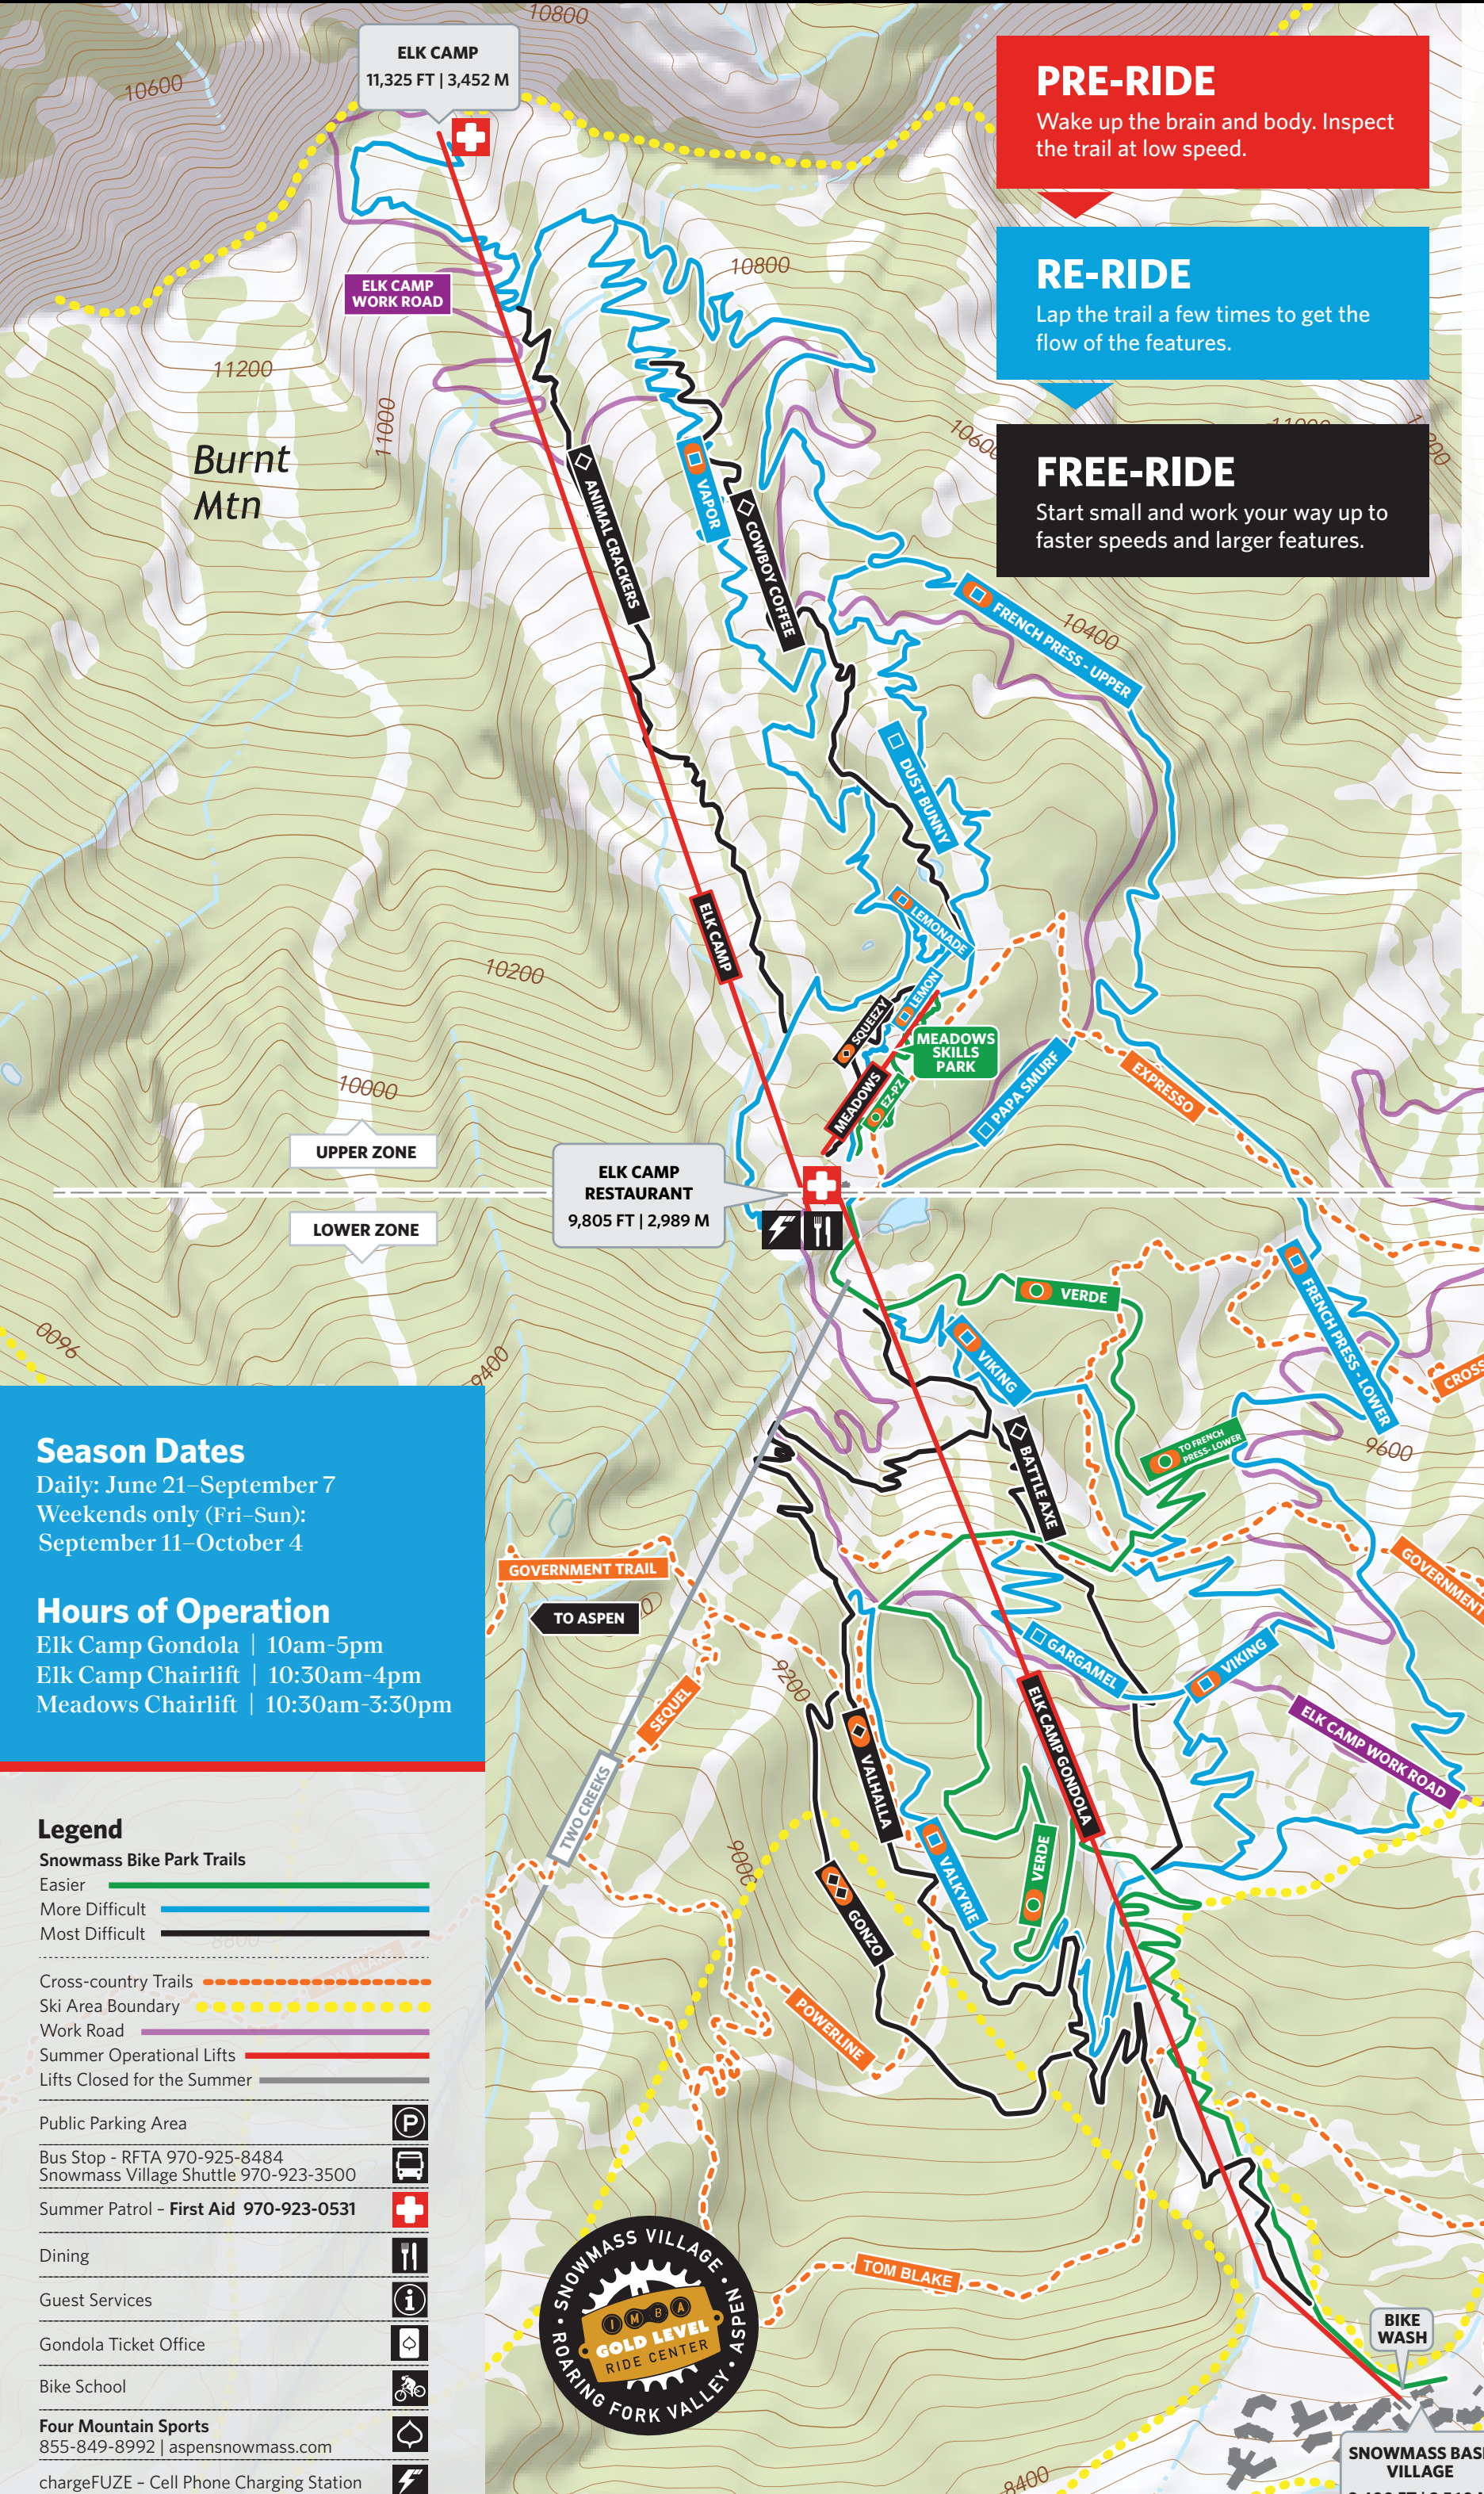 10800
ELK CAMP
11,325 FT | 3,452 M
10600
PRE-RIDE
Wake up the brain and body. Inspect
the trail at low speed.
RE-RIDE
Lap the trail a few times to get the
flow of the features.
FREE-RIDE
Start small and work your way up to
faster speeds and larger features.
10800
ELK CAMP
WORK ROAD
11200
11000
10600
11000
Burnt
Mtn
ANIMAL CRACKERS
VAPOR
COWBOY COFFEE
FRENCH PRESS - UPPER
10400
DUST BUNNY
ELK CAMP
LEMONADE
10200
LEMON
SQUEEZY
MEADOWS
SKILLS
PARK
MEADOWS
EZ-PZ
PAPA SMURF
EXPRESSO
10000
UPPER ZONE
LOWER ZONE
ELK CAMP
RESTAURANT
9,805 FT | 2,989 M
VERDE
VIKING
FRENCH PRESS - LOWER
CROSS
9600
9400
9600
TO FRENCH
PRESS- LOWER
BATTLE AXE
Season Dates
Daily: June 21–September 7
Weekends only (Fri–Sun):
September 11–October 4
Hours of Operation
Elk Camp Gondola | 10am-5pm
Elk Camp Chairlift | 10:30am-4pm
Meadows Chairlift | 10:30am-3:30pm
GOVERNMENT TRAIL
TO ASPEN
GOVERNMENT
GARGAMEL
VIKING
9200
SEQUEL
ELK CAMP GONDOLA
ELK CAMP WORK ROAD
VALHALLA
TWO CREEKS
VALKYRIE
VERDE
9000
GONZO
POWERLINE
Legend
Snowmass Bike Park Trails
Easier
More Difficult
Most Difficult
8800
Cross-country Trails
Ski Area Boundary
Work Road
Summer Operational Lifts
Lifts Closed for the Summer
Public Parking Area
P
Bus Stop - RFTA 970-925-8484
Snowmass Village Shuttle 970-923-3500
Summer Patrol – First Aid 970-923-0531
Dining
Guest Services
i
Gondola Ticket Office
Bike School
Four Mountain Sports
855-849-8992 | aspensnowmass.com
chargeFUZE – Cell Phone Charging Station
TOM BLAKE
SNOWMASS VILLAGE • ASPEN • ROARING FORK VALLEY •
IMBA
GOLD LEVEL
RIDE CENTER
BIKE
WASH
SNOWMASS BAS
VILLAGE
8400